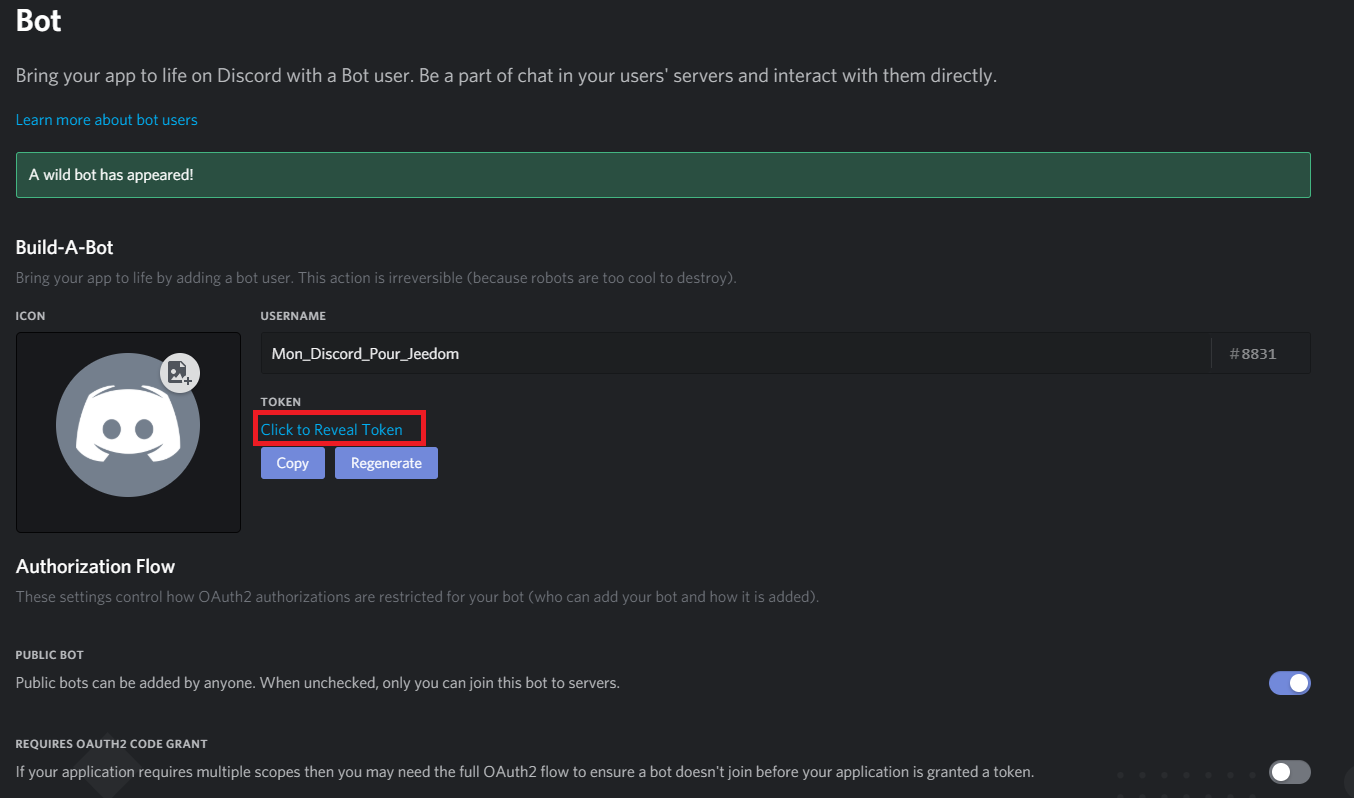 Bot
Bring your app to life on Discord with a Bot user. Be a part of chat in your users' servers and interact with them directly.
Learn more about bot users
A wild bot has appeared!
Build-A-Bot
Bring your app to life by adding a bot user. This action is irreversible (because robots are too cool to destroy).
ICON
USERNAME
Mon_Discord_Pour_Jeedom
#8831
TOKEN
Click to Reveal Token
Copy
Regenerate
Authorization Flow
These settings control how OAuth2 authorizations are restricted for your bot (who can add your bot and how it is added).
PUBLIC BOT
Public bots can be added by anyone. When unchecked, only you can join this bot to servers.
REQUIRES OAUTH2 CODE GRANT
If your application requires multiple scopes then you may need the full OAuth2 flow to ensure a bot doesn't join before your application is granted a token.